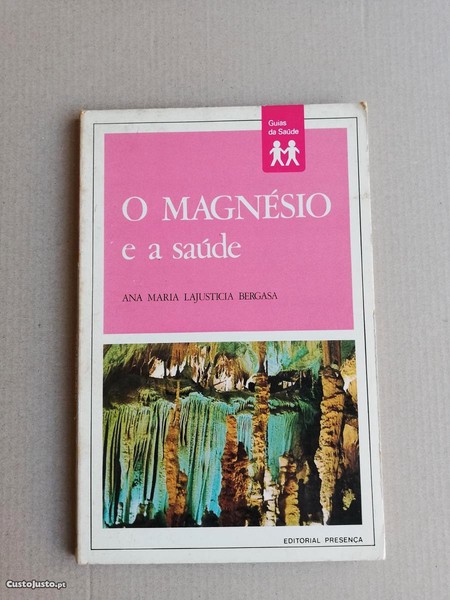 Guias
da Saúde
O MAGNÉSIO
e a saúde
ANA MARIA LAJUSTICIA BERGASA
EDITORIAL PRESENÇA
CustoJusto.pt